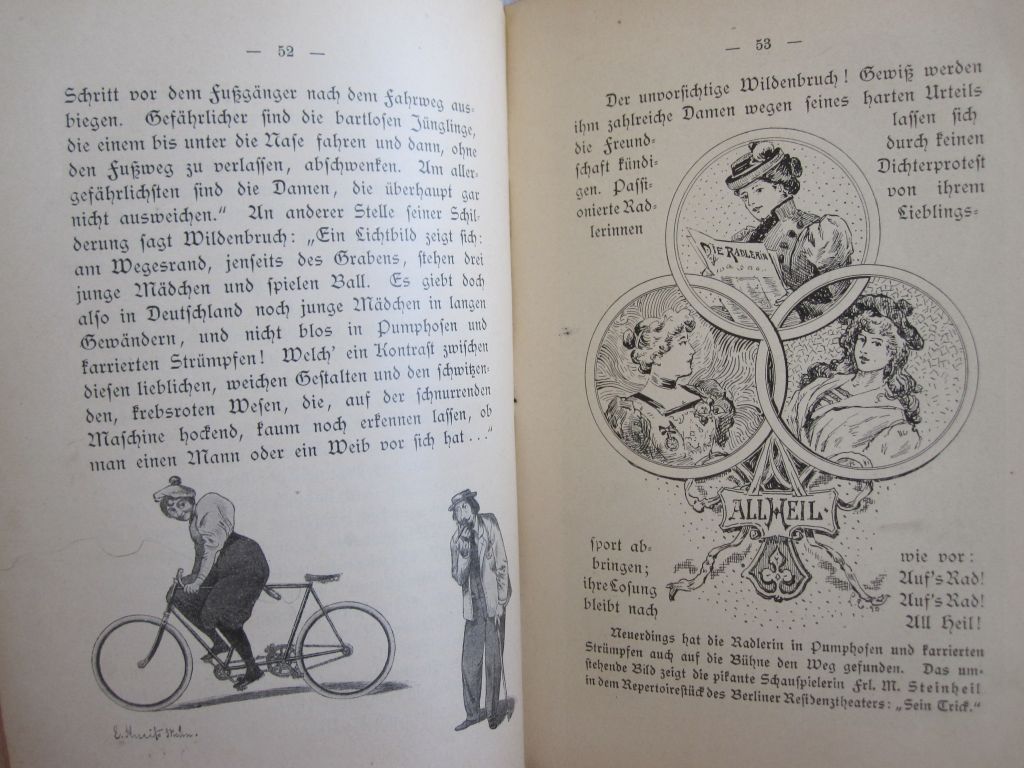 — 52 —
Schritt vor dem Fußgänger nach dem Fahrweg aus-
biegen. Gefährlicher sind die bartlosen Jünglinge,
die einem bis unter die Nase fahren und dann, ohne
den Fußweg zu verlassen, abschwenken. Am aller-
gefährlichsten sind die Damen, die überhaupt gar
nicht ausweichen.“ An anderer Stelle seiner Schil-
derung sagt Wildenbruch: „Ein Lichtbild zeigt sich:
am Wegesrand, jenseits des Grabens, stehen drei
junge Mädchen und spielen Ball. Es giebt doch
also in Deutschland noch junge Mädchen in langen
Gewändern, und nicht blos in Pumphosen und
karrierten Strümpfen! Welch’ ein Kontrast zwischen
diesen lieblichen, weichen Gestalten und den schwitzen-
den, krebsroten Wesen, die, auf der schnurrenden
Maschine hockend, kaum noch erkennen lassen, ob
man einen Mann oder ein Weib vor sich hat ...“
— 53 —
Der unvorsichtige Wildenbruch! Gewiß werden
ihm zahlreiche Damen wegen seines harten Urteils
die Freund-
schaft kündi-
gen. Passi-
onierte Rad-
lerinnen
lassen sich
durch keinen
Dichterprotest
von ihrem
Lieblings-
DIE RADLERIN
ALL HEIL
sport ab-
bringen;
ihre Losung
bleibt nach
wie vor:
Auf’s Rad!
Auf’s Rad!
All Heil!
Neuerdings hat die Radlerin in Pumphosen und karrierten
Strümpfen auch auf die Bühne den Weg gefunden. Das um-
stehende Bild zeigt die pikante Schauspielerin Frl. M. Steinheil
in dem Repertoirestück des Berliner Residenztheaters: „Sein Trick.“